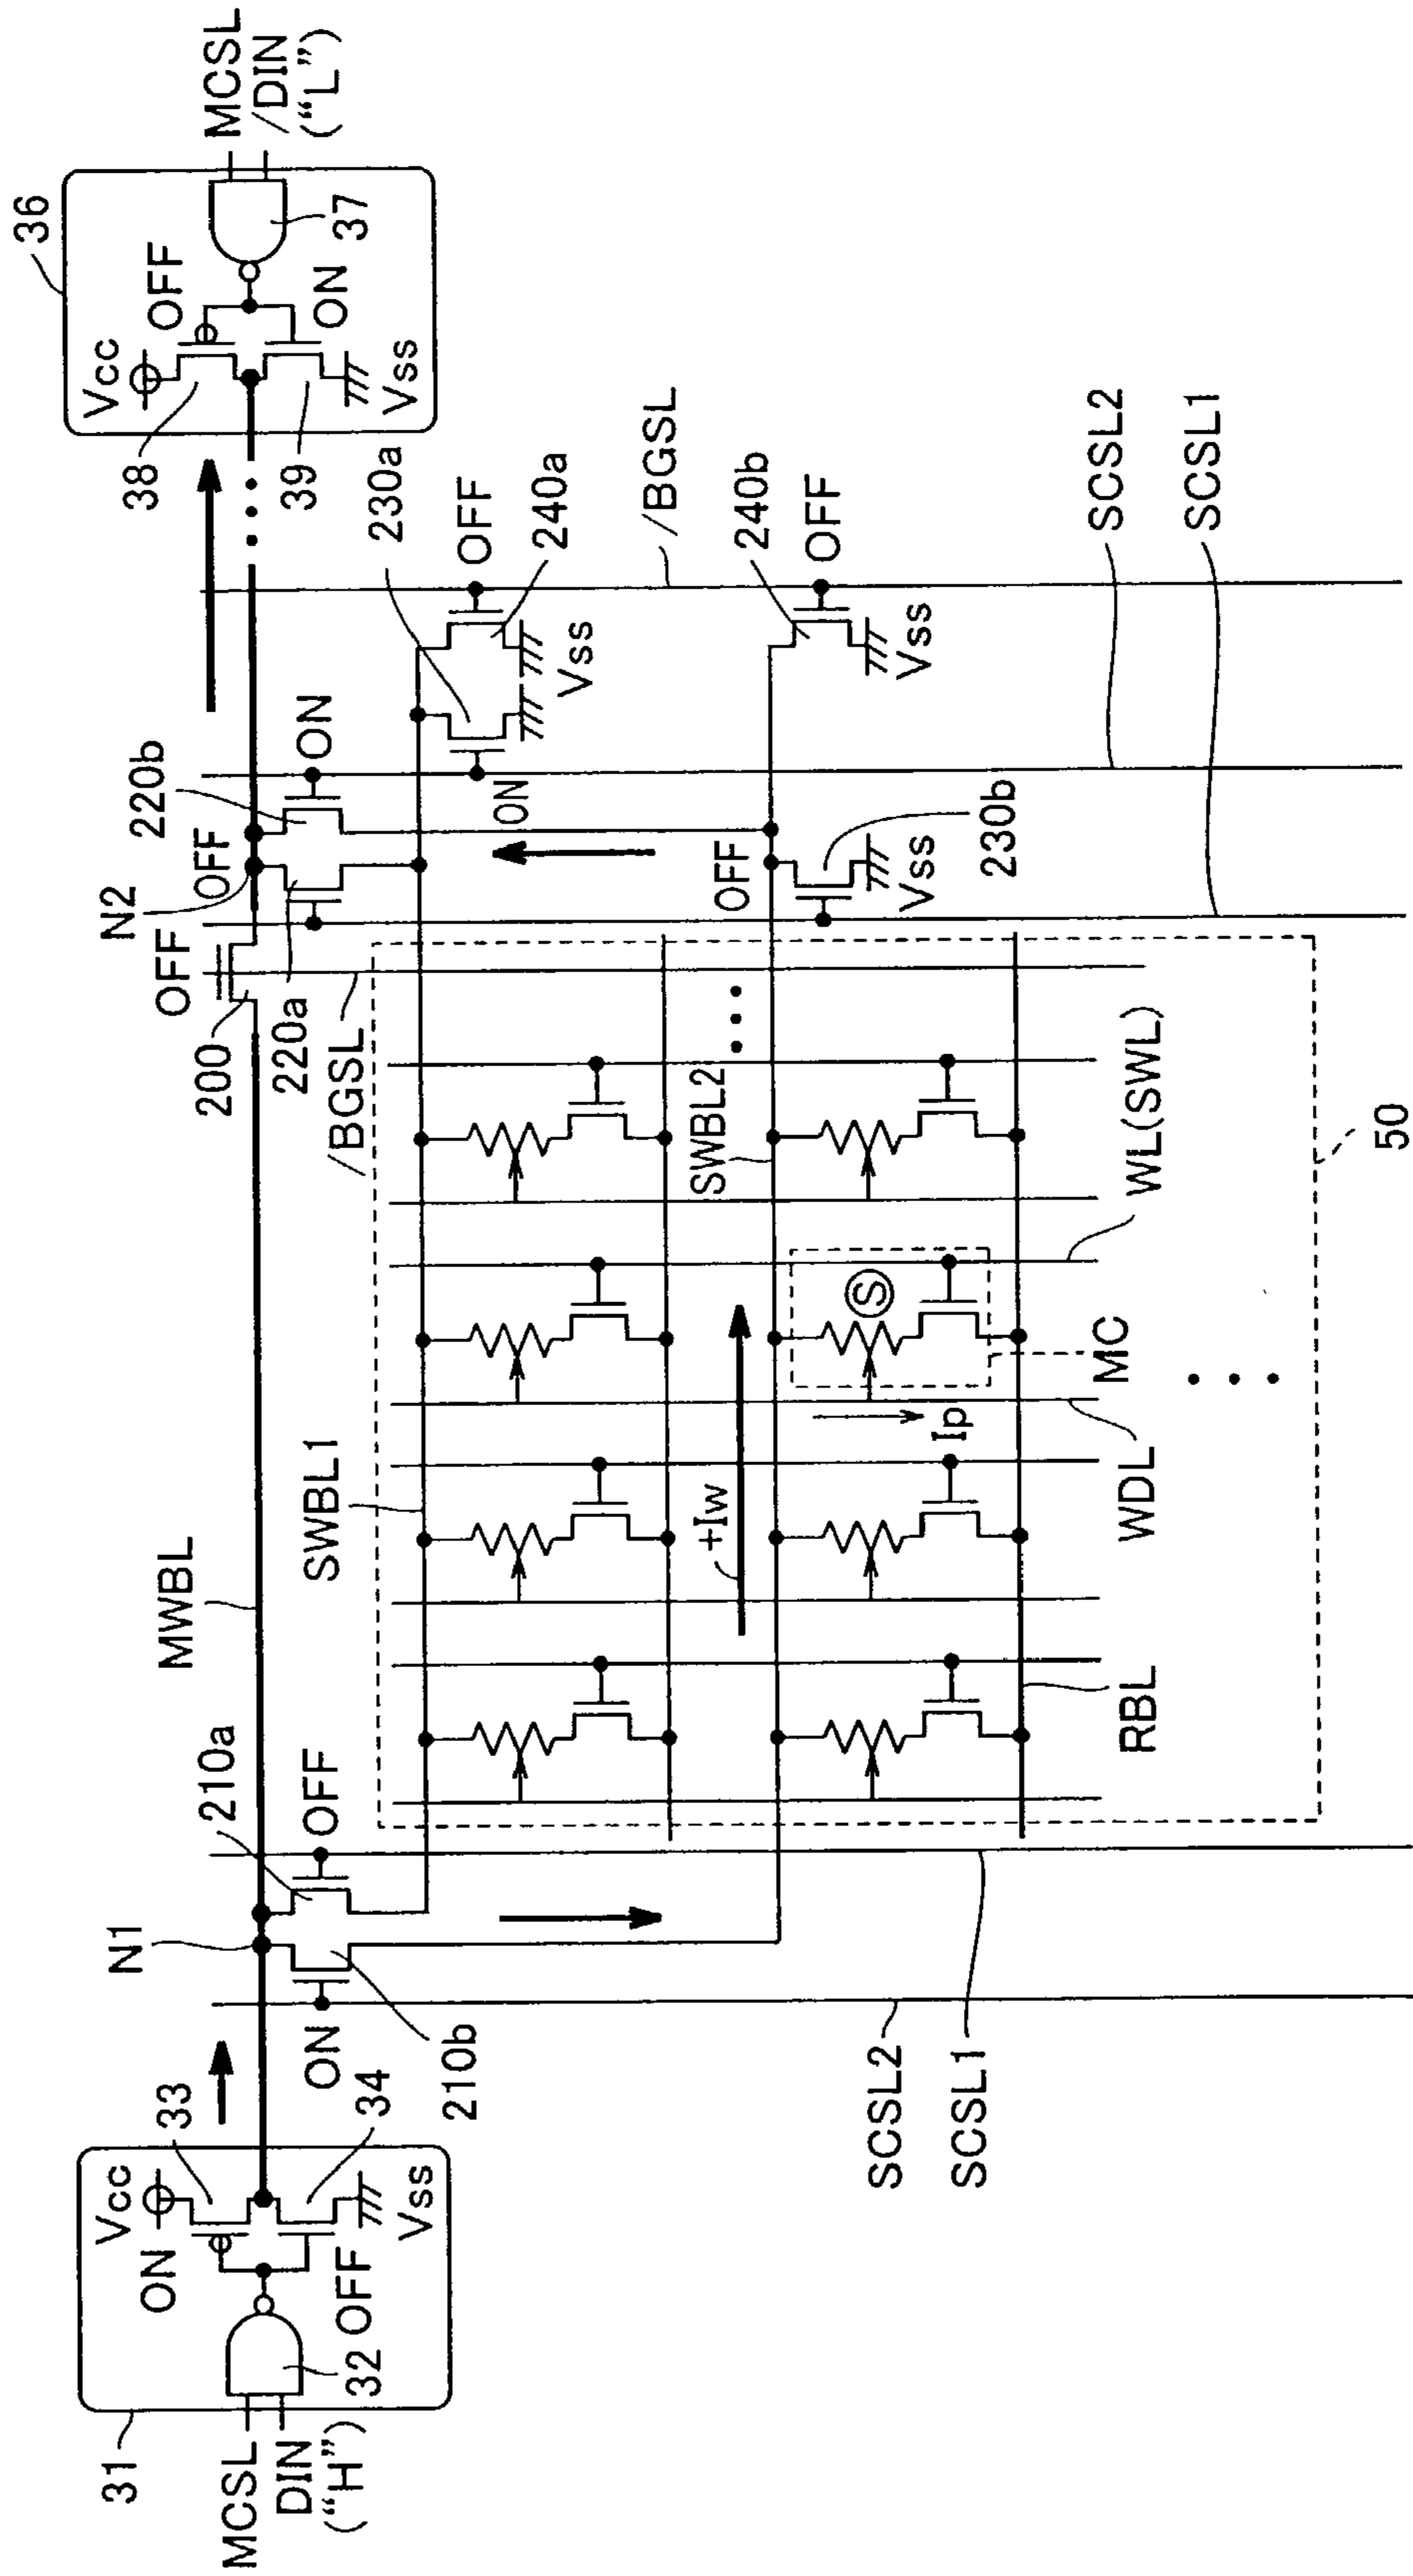 36
MCSL
/DIN
("L")
37
OFF
ON
Vcc
Vss
38
39
230a
OFF
240a
/BGSL
240b
OFF
Vss
Vss
SCSL2
SCSL1
ON
220b
ON
OFF
N2
OFF
200
220a
/BGSL
OFF
230b
Vss
SWBL2
WL(SWL)
50
MC
S
Ip
WDL
SWBL1
+Iw
MWBL
RBL
210a
OFF
N1
ON
210b
SCSL2
SCSL1
33
34
Vcc
ON
OFF
Vss
32
31
MCSL
DIN
("H")